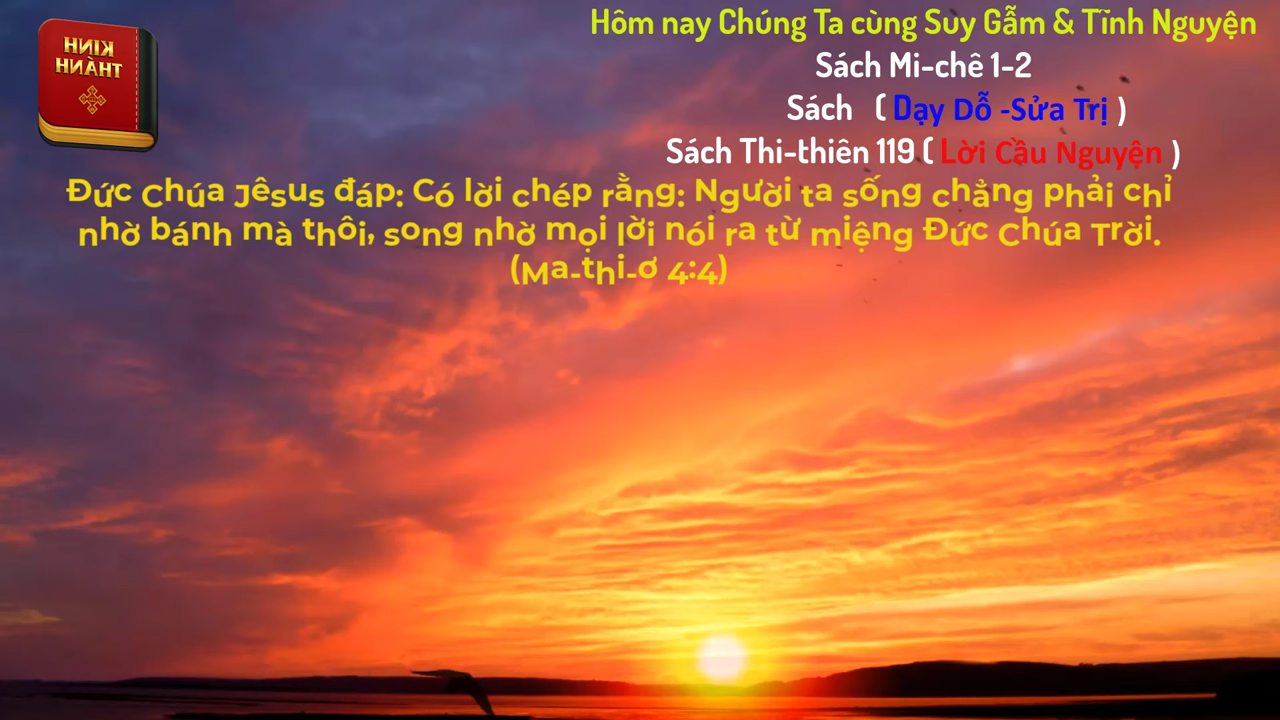 KINH
THÀNH
Hôm nay Chúng Ta cùng Suy Gẫm & Tĩnh Nguyện
Sách Mi-chê 1-2
Sách ( Dạy Dỗ -Sửa Trị )
Sách Thi-thiên 119 ( Lời Cầu Nguyện )
Đức Chúa Jêsus đáp: Có lời chép rằng: Người ta sống chẳng phải chỉ
nhờ bánh mà thôi, song nhờ mọi lời nói ra từ miệng Đức Chúa Trời.
(Ma-thi-ơ 4:4)